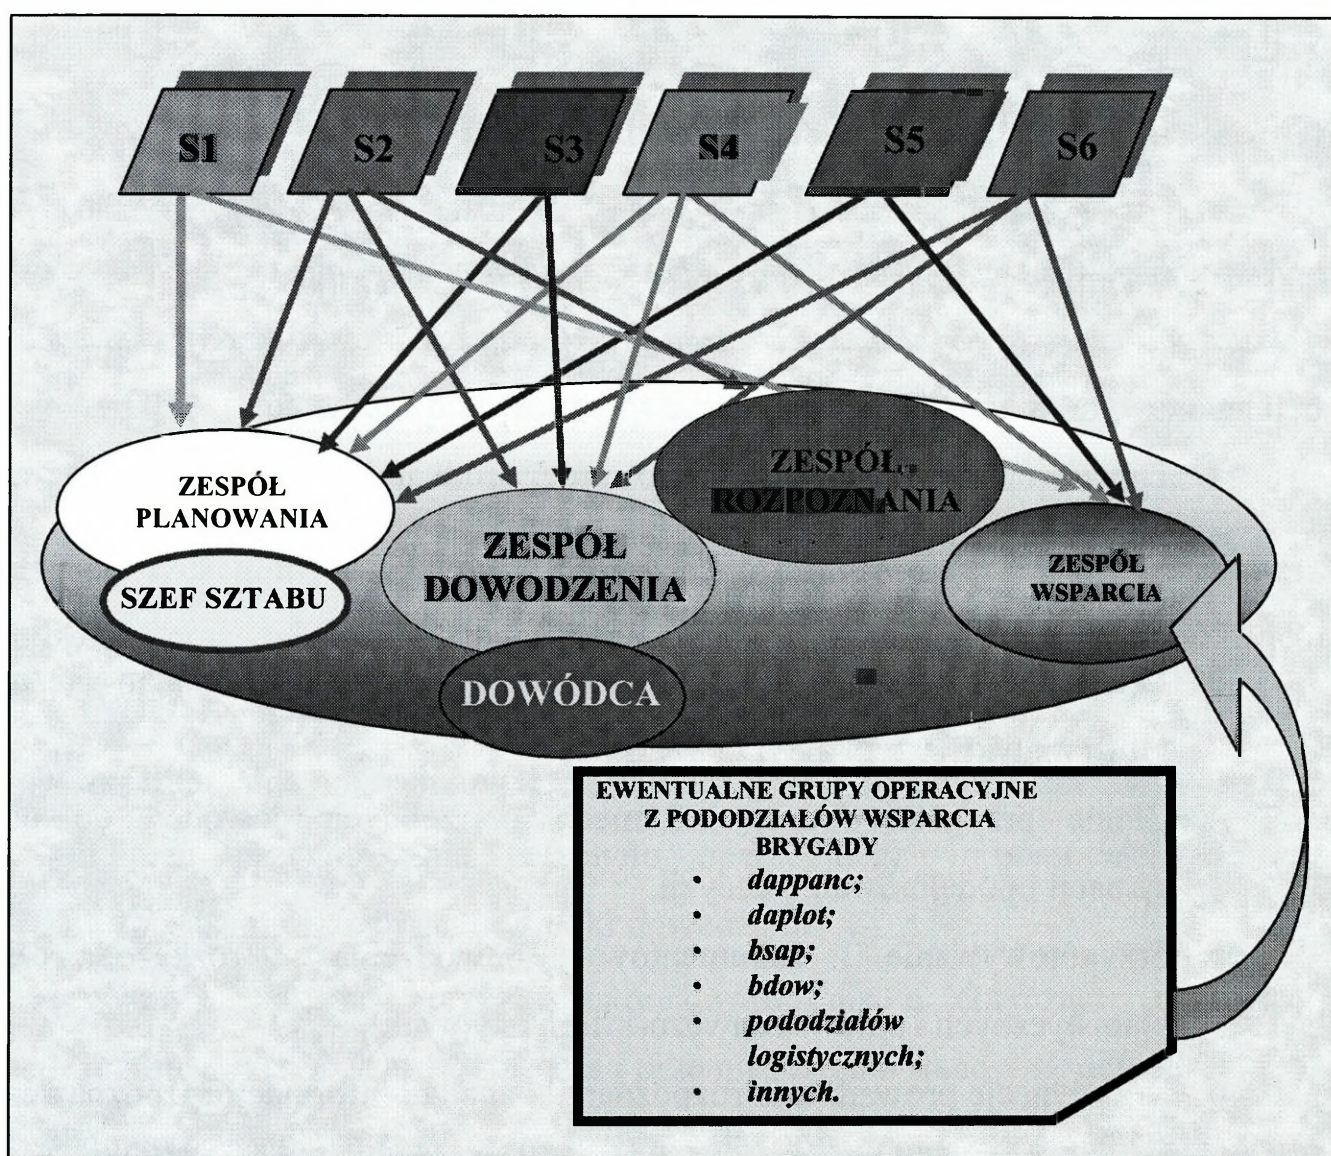 S1
S2
S3
S4
S5
S6
ZESPÓŁ
PLANOWANIA
SZEF SZTABU
ZESPÓŁ
DOWODZENIA
DOWÓDCA
ZESPÓŁ
ROZPOZNANIA
ZESPÓŁ
WSPARCIA
EWENTUALNE GRUPY OPERACYJNE
Z PODODZIAŁÓW WSPARCIA
BRYGADY
• dappanc;
• daplot;
• bsap;
• bdow;
• pododziałów
logistycznych;
• innych.